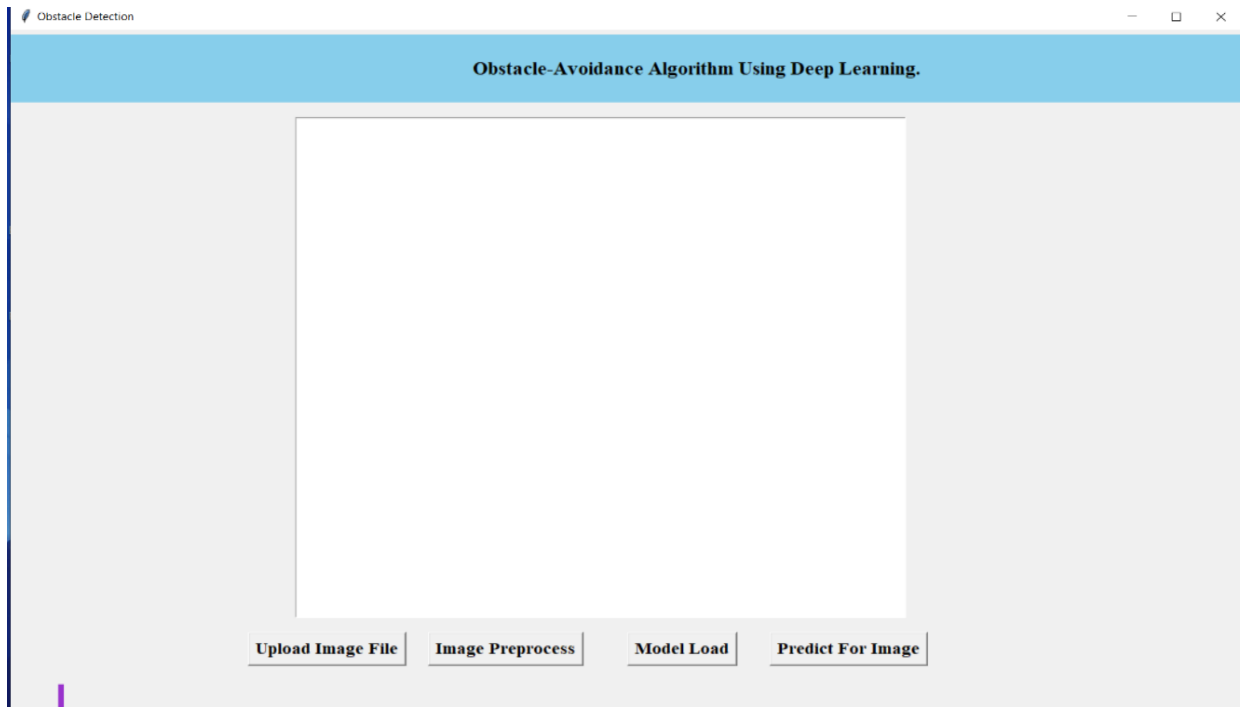 Obstacle Detection
Obstacle-Avoidance Algorithm Using Deep Learning.
Upload Image File Image Preprocess Model Load Predict For Image